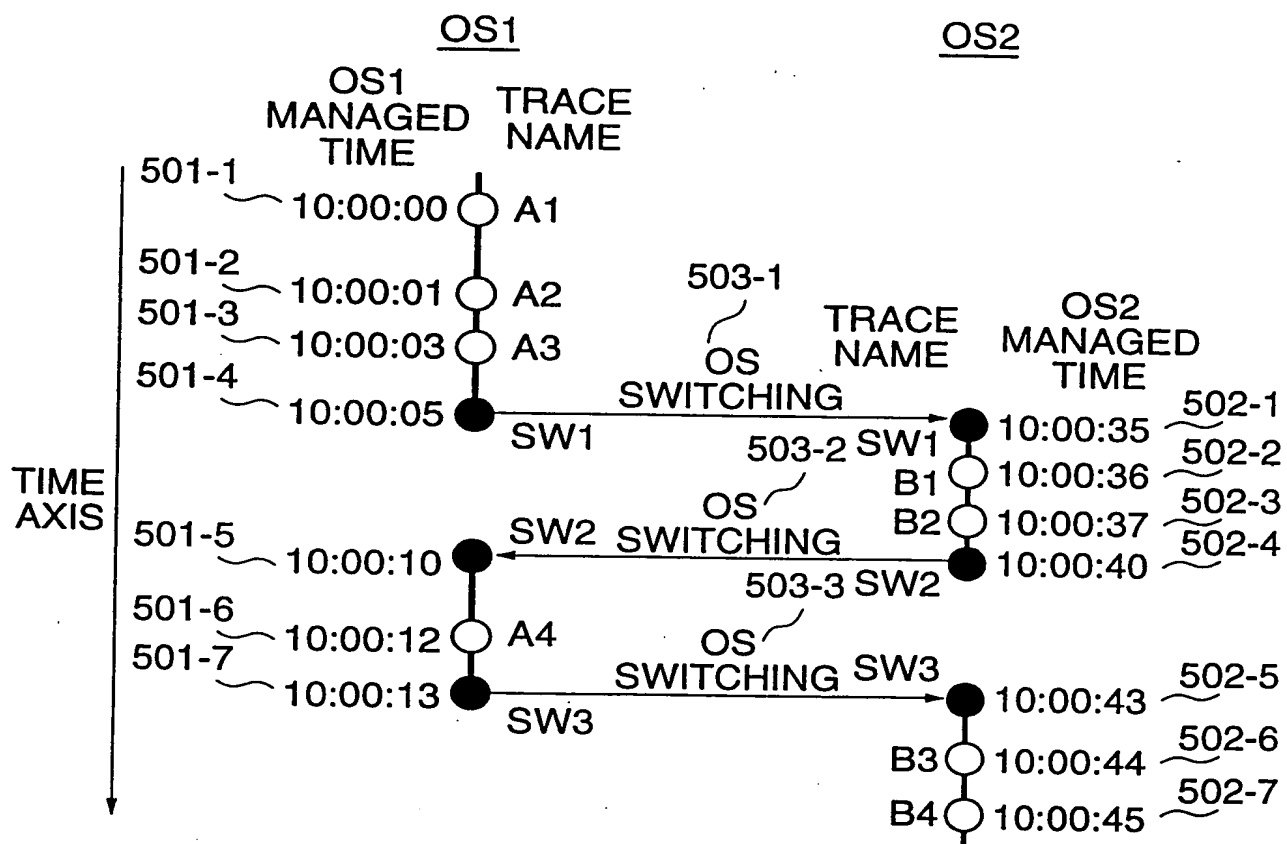 OS1
OS2
OS1
MANAGED
TIME
TRACE
NAME
501-1
10:00:00 A1
501-2
10:00:01 A2
501-3
10:00:03 A3
501-4
10:00:05
SW1
503-1
OS
SWITCHING
TRACE
NAME
OS2
MANAGED
TIME
SW1
10:00:35
502-1
B1 10:00:36
502-2
B2 10:00:37
502-3
10:00:40
502-4
SW2
503-2
OS
SWITCHING
SW2
TIME
AXIS
501-5
10:00:10
501-6
10:00:12 A4
501-7
10:00:13
SW3
503-3
OS
SWITCHING
SW3
10:00:43
502-5
B3 10:00:44
502-6
B4 10:00:45
502-7